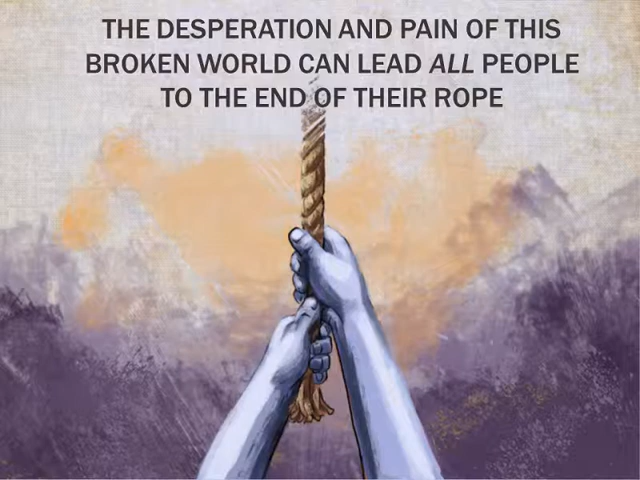 THE DESPERATION AND PAIN OF THIS
BROKEN WORLD CAN LEAD ALL PEOPLE
TO THE END OF THEIR ROPE